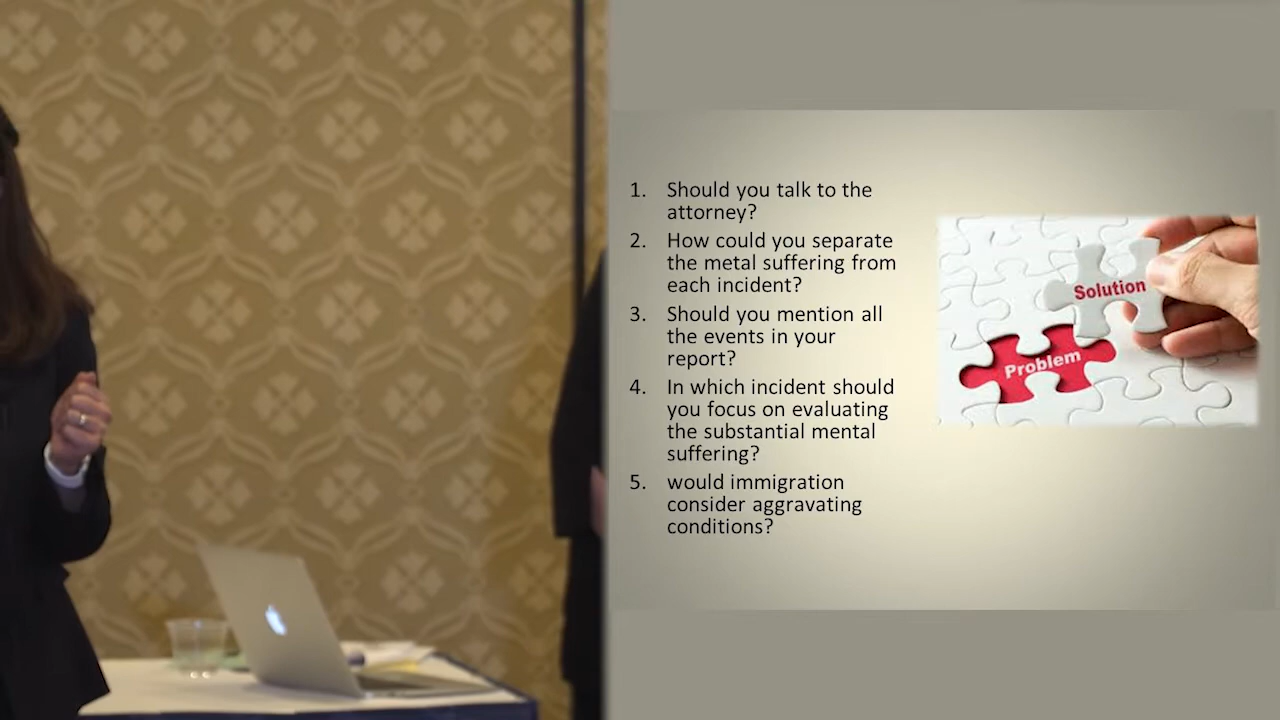 1. Should you talk to the
attorney?
2. How could you separate
the metal suffering from
each incident?
3. Should you mention all
the events in your
report?
4. In which incident should
you focus on evaluating
the substantial mental
suffering?
5. would immigration
consider aggravating
conditions?
Solution
Problem